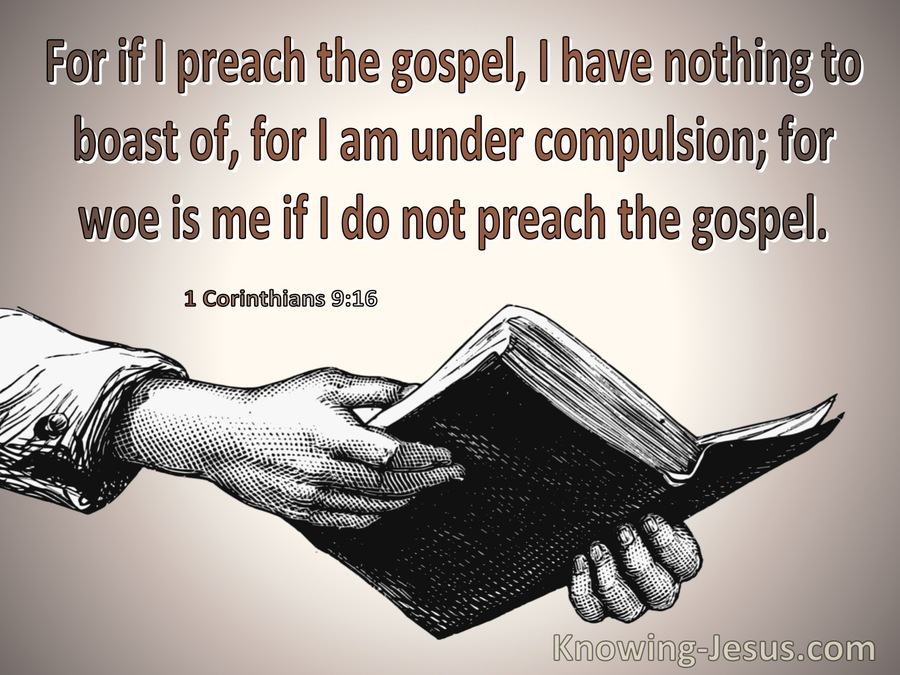 For if I preach the gospel, I have nothing to
boast of, for I am under compulsion; for
woe is me if I do not preach the gospel.
1 Corinthians 9:16
Knowing-Jesus.com